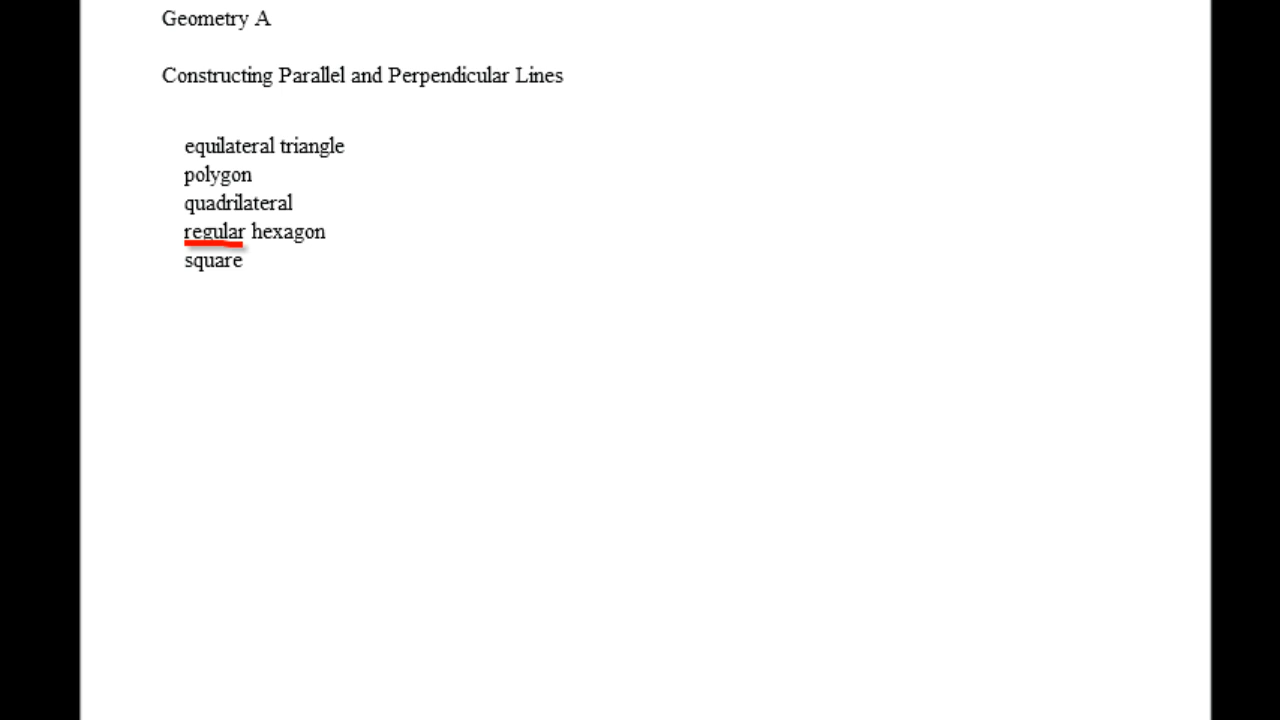 Geometry A
Constructing Parallel and Perpendicular Lines
equilateral triangle
polygon
quadrilateral
regular hexagon
square